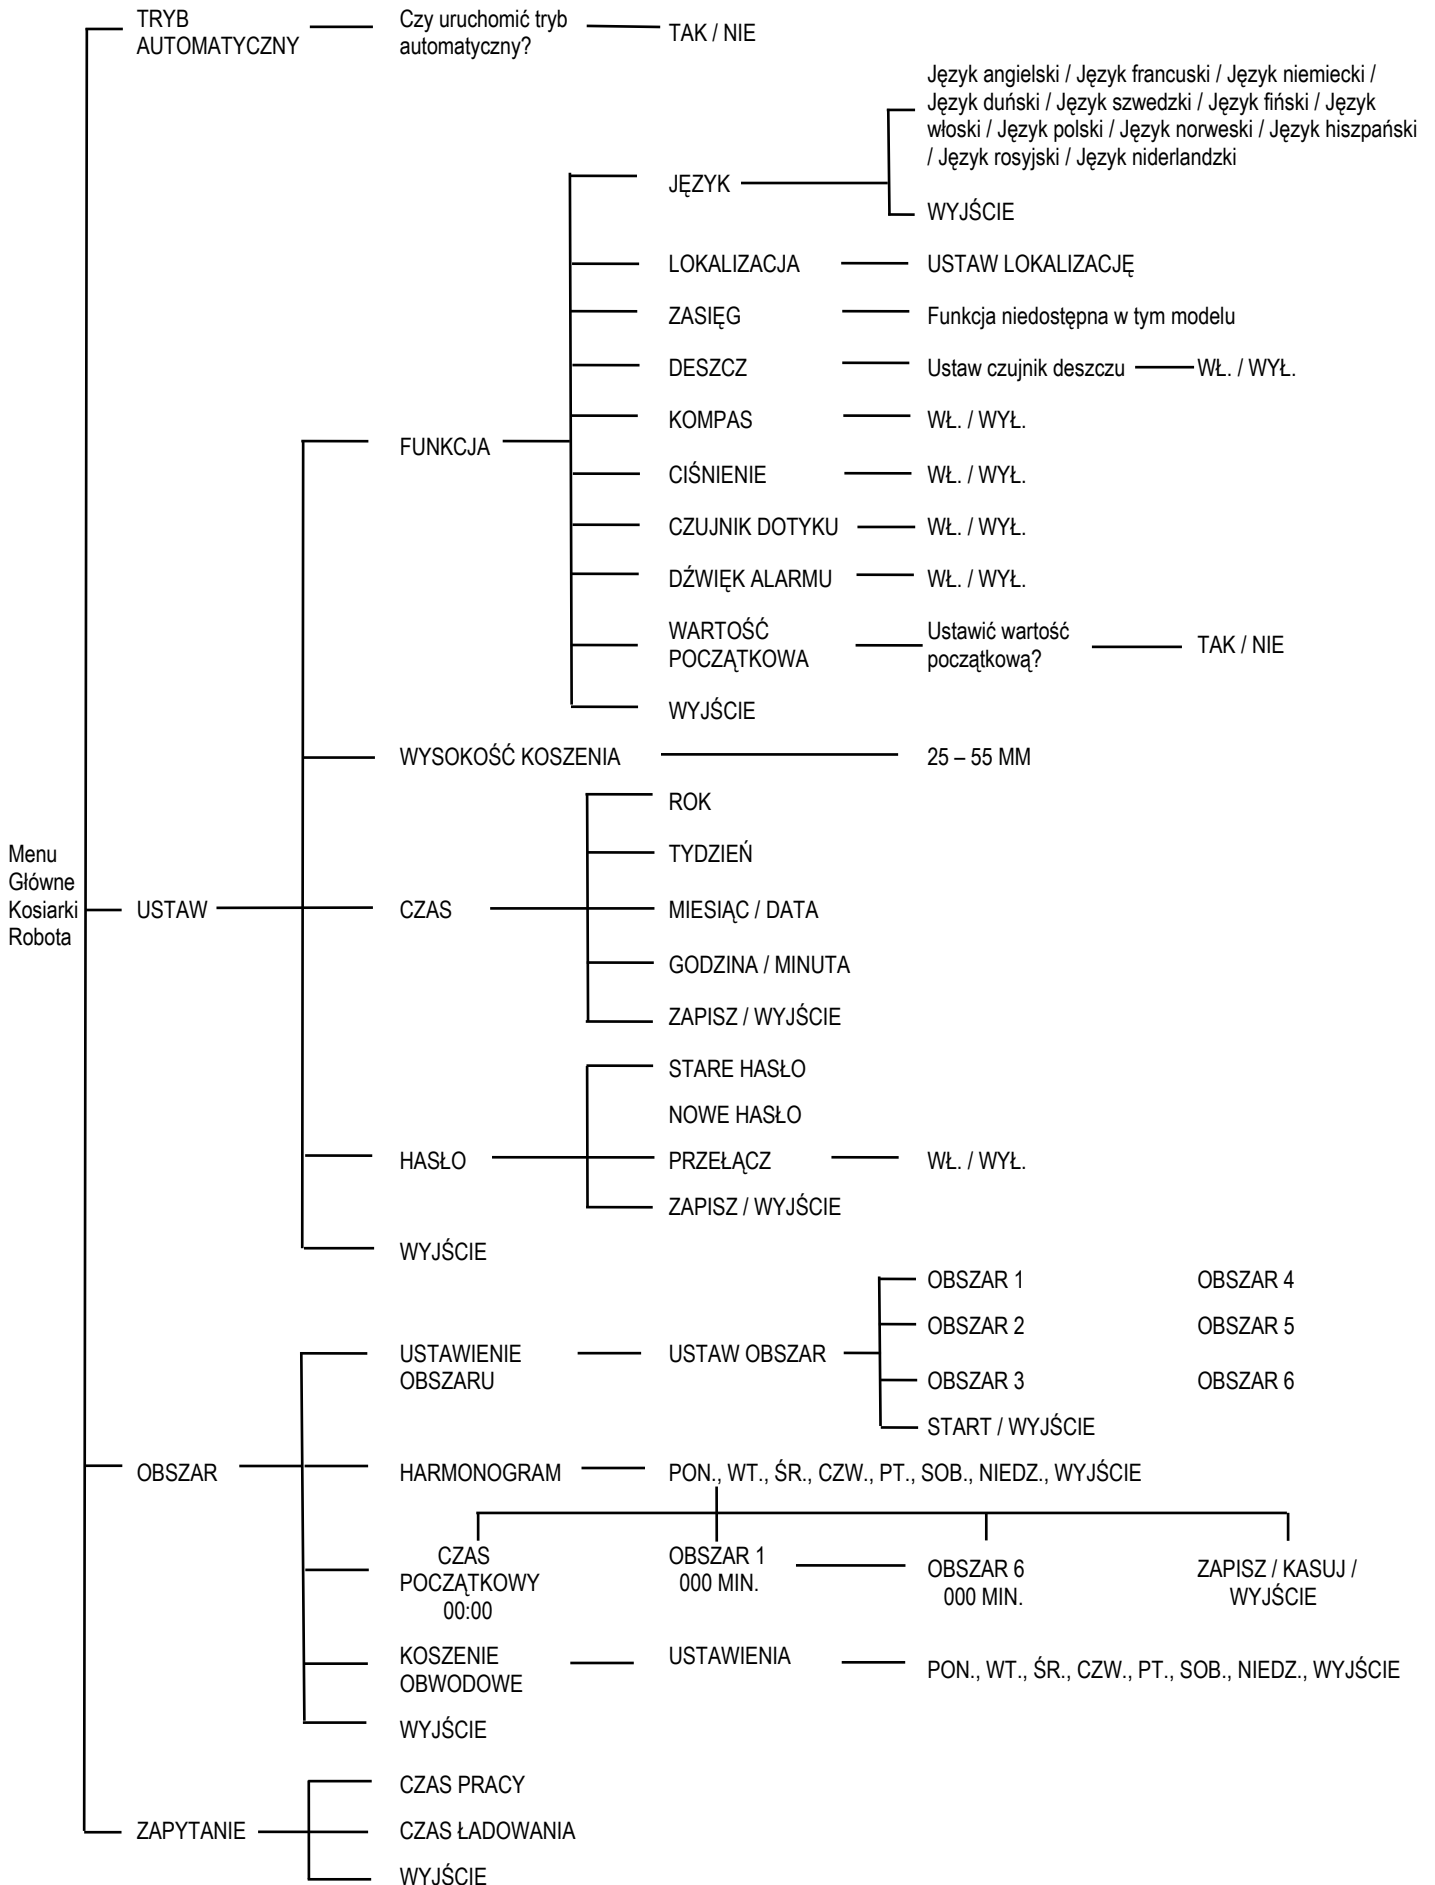 TRYB
AUTOMATYCZNY
Czy uruchomić tryb
automatyczny?
TAK / NIE
Język angielski / Język francuski / Język niemiecki /
Język duński / Język szwedzki / Język fiński / Język
włoski / Język polski / Język norweski / Język hiszpański
/ Język rosyjski / Język niderlandzki
JĘZYK
WYJŚCIE
LOKALIZACJA
USTAW LOKALIZACJĘ
ZASIĘG
Funkcja niedostępna w tym modelu
DESZCZ
Ustaw czujnik deszczu
WŁ. / WYŁ.
KOMPAS
WŁ. / WYŁ.
FUNKCJA
CIŚNIENIE
WŁ. / WYŁ.
CZUJNIK DOTYKU
WŁ. / WYŁ.
DŹWIĘK ALARMU
WŁ. / WYŁ.
WARTOŚĆ
POCZĄTKOWA
Ustawić wartość
początkową?
TAK / NIE
WYJŚCIE
WYSOKOŚĆ KOSZENIA
25 – 55 MM
ROK
TYDZIEŃ
Menu
Główne
Kosiarki
Robota
USTAW
CZAS
MIESIĄC / DATA
GODZINA / MINUTA
ZAPISZ / WYJŚCIE
STARE HASŁO
NOWE HASŁO
HASŁO
PRZEŁĄCZ
WŁ. / WYŁ.
ZAPISZ / WYJŚCIE
WYJŚCIE
OBSZAR 1
OBSZAR 4
OBSZAR 2
OBSZAR 5
USTAWIENIE
OBSZARU
USTAW OBSZAR
OBSZAR 3
OBSZAR 6
START / WYJŚCIE
OBSZAR
HARMONOGRAM
PON., WT., ŚR., CZW., PT., SOB., NIEDZ., WYJŚCIE
CZAS
POCZĄTKOWY
00:00
OBSZAR 1
000 MIN.
OBSZAR 6
000 MIN.
ZAPISZ / KASUJ /
WYJŚCIE
KOSZENIE
OBWODOWE
USTAWIENIA
PON., WT., ŚR., CZW., PT., SOB., NIEDZ., WYJŚCIE
WYJŚCIE
CZAS PRACY
ZAPYTANIE
CZAS ŁADOWANIA
WYJŚCIE